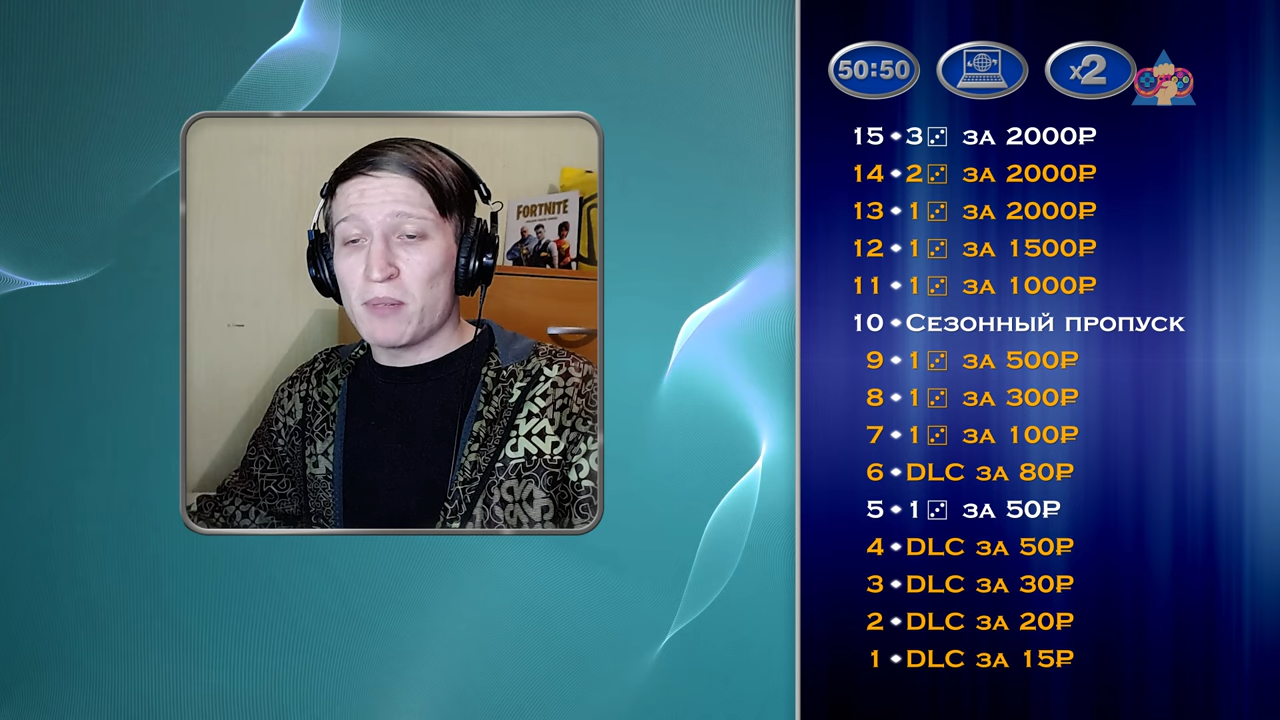 50:50
x2
FORTNITE
15 ⬥ 3⚂ за 2000₽
14 ⬥ 2⚂ за 2000₽
13 ⬥ 1⚂ за 2000₽
12 ⬥ 1⚂ за 1500₽
11 ⬥ 1⚂ за 1000₽
10 ⬥ Сезонный пропуск
9 ⬥ 1⚂ за 500₽
8 ⬥ 1⚂ за 300₽
7 ⬥ 1⚂ за 100₽
6 ⬥ DLC за 80₽
5 ⬥ 1⚂ за 50₽
4 ⬥ DLC за 50₽
3 ⬥ DLC за 30₽
2 ⬥ DLC за 20₽
1 ⬥ DLC за 15₽